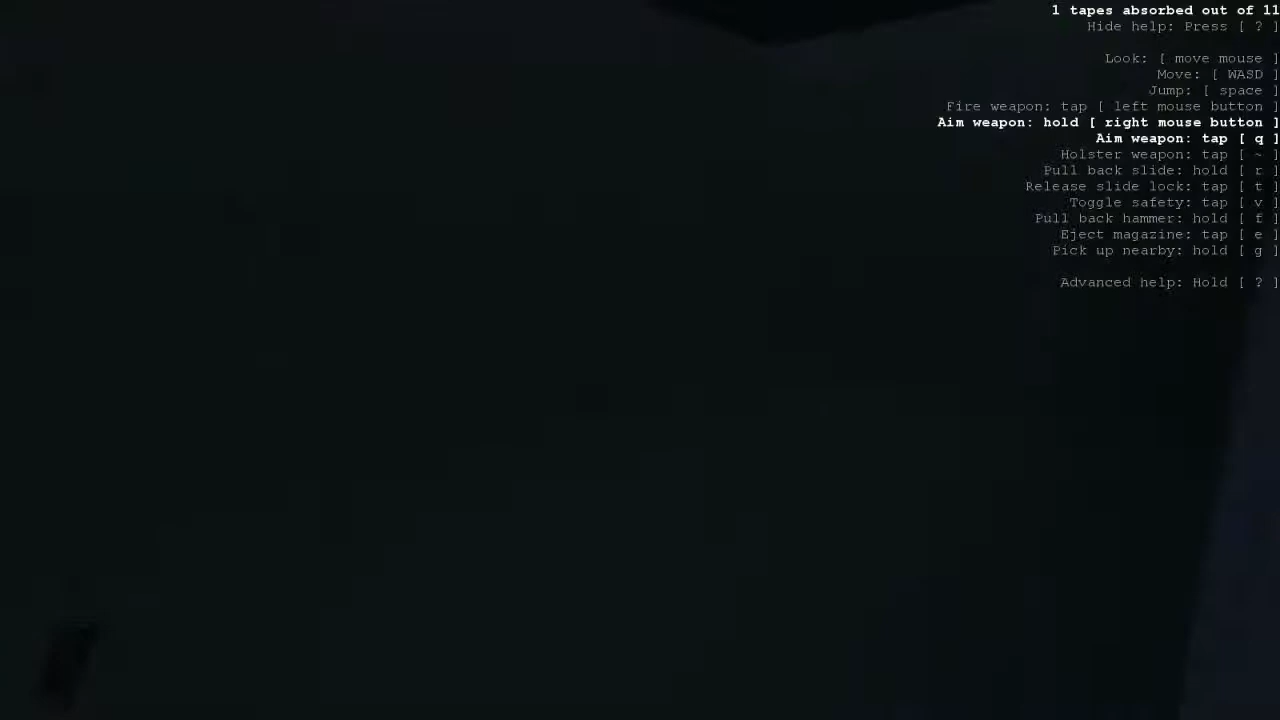 1 tapes absorbed out of 11
Hide help: Press [ ? ]
Look: [ move mouse ]
Move: [ WASD ]
Jump: [ space ]
Fire weapon: tap [ left mouse button ]
Aim weapon: hold [ right mouse button ]
Aim weapon: tap [ q ]
Holster weapon: tap [ ~ ]
Pull back slide: hold [ r ]
Release slide lock: tap [ t ]
Toggle safety: tap [ v ]
Pull back hammer: hold [ f ]
Eject magazine: tap [ e ]
Pick up nearby: hold [ g ]
Advanced help: Hold [ ? ]